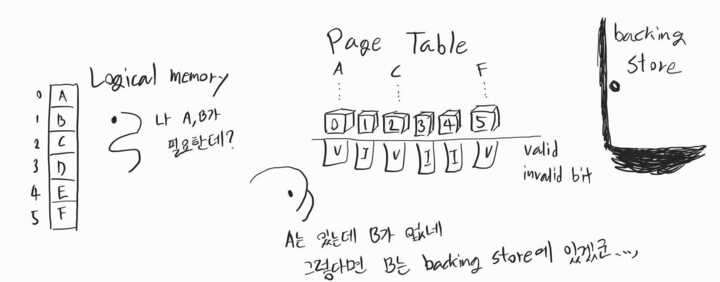 Logical memory
0 A
1 B
2 C
3 D
4 E
5 F
나 A,B가
필요한데?
Page Table
A C F
0 1 2 3 4 5
V I V I I V
valid
invalid bit
backing
store
A는 있는데 B가 없네
그렇다면 B는 backing store에 있겠군....